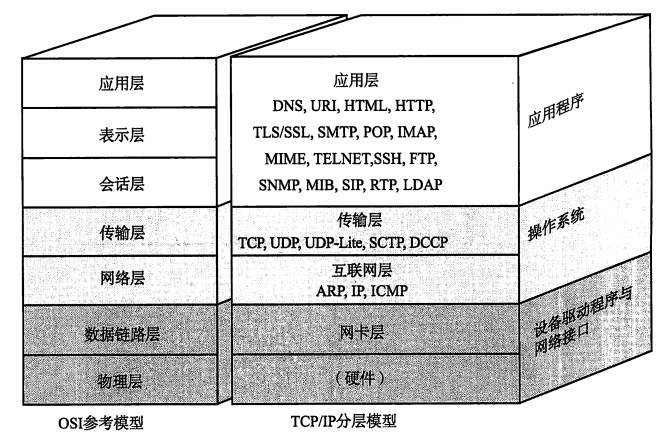 应用层
表示层
会话层
传输层
网络层
数据链路层
物理层
OSI参考模型
应用层
DNS, URI, HTML, HTTP,
TLS/SSL, SMTP, POP, IMAP,
MIME, TELNET,SSH, FTP,
SNMP, MIB, SIP, RTP, LDAP
传输层
TCP, UDP, UDP-Lite, SCTP, DCCP
互联网层
ARP, IP, ICMP
网卡层
（硬件）
TCP/IP分层模型
应用程序
操作系统
设备驱动程序与
网络接口